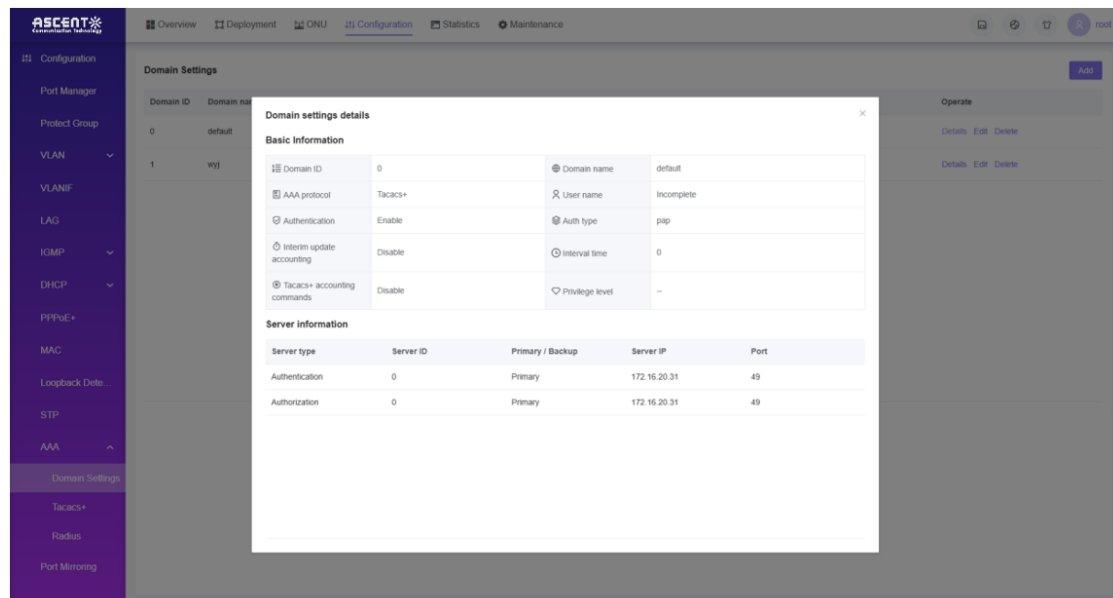 ASCENT
Communication Technology
Overview Deployment ONU Configuration Statistics Maintenance root
Configuration
Port Manager
Protect Group
VLAN
VLANIF
LAG
IGMP
DHCP
PPPoE+
MAC
Loopback Dete...
STP
AAA
Domain Settings
Tacacs+
Radius
Port Mirroring
Domain Settings Add
Domain ID Domain nar Operate
0 default Details Edit Delete
1 wyj Details Edit Delete
Domain settings details
Basic Information
Domain ID 0 Domain name default
AAA protocol Tacacs+ User name Incomplete
Authentication Enable Auth type pap
Interim update accounting Disable Interval time 0
Tacacs+ accounting commands Disable Privilege level --
Server information
Server type Server ID Primary / Backup Server IP Port
Authentication 0 Primary 172.16.20.31 49
Authorization 0 Primary 172.16.20.31 49